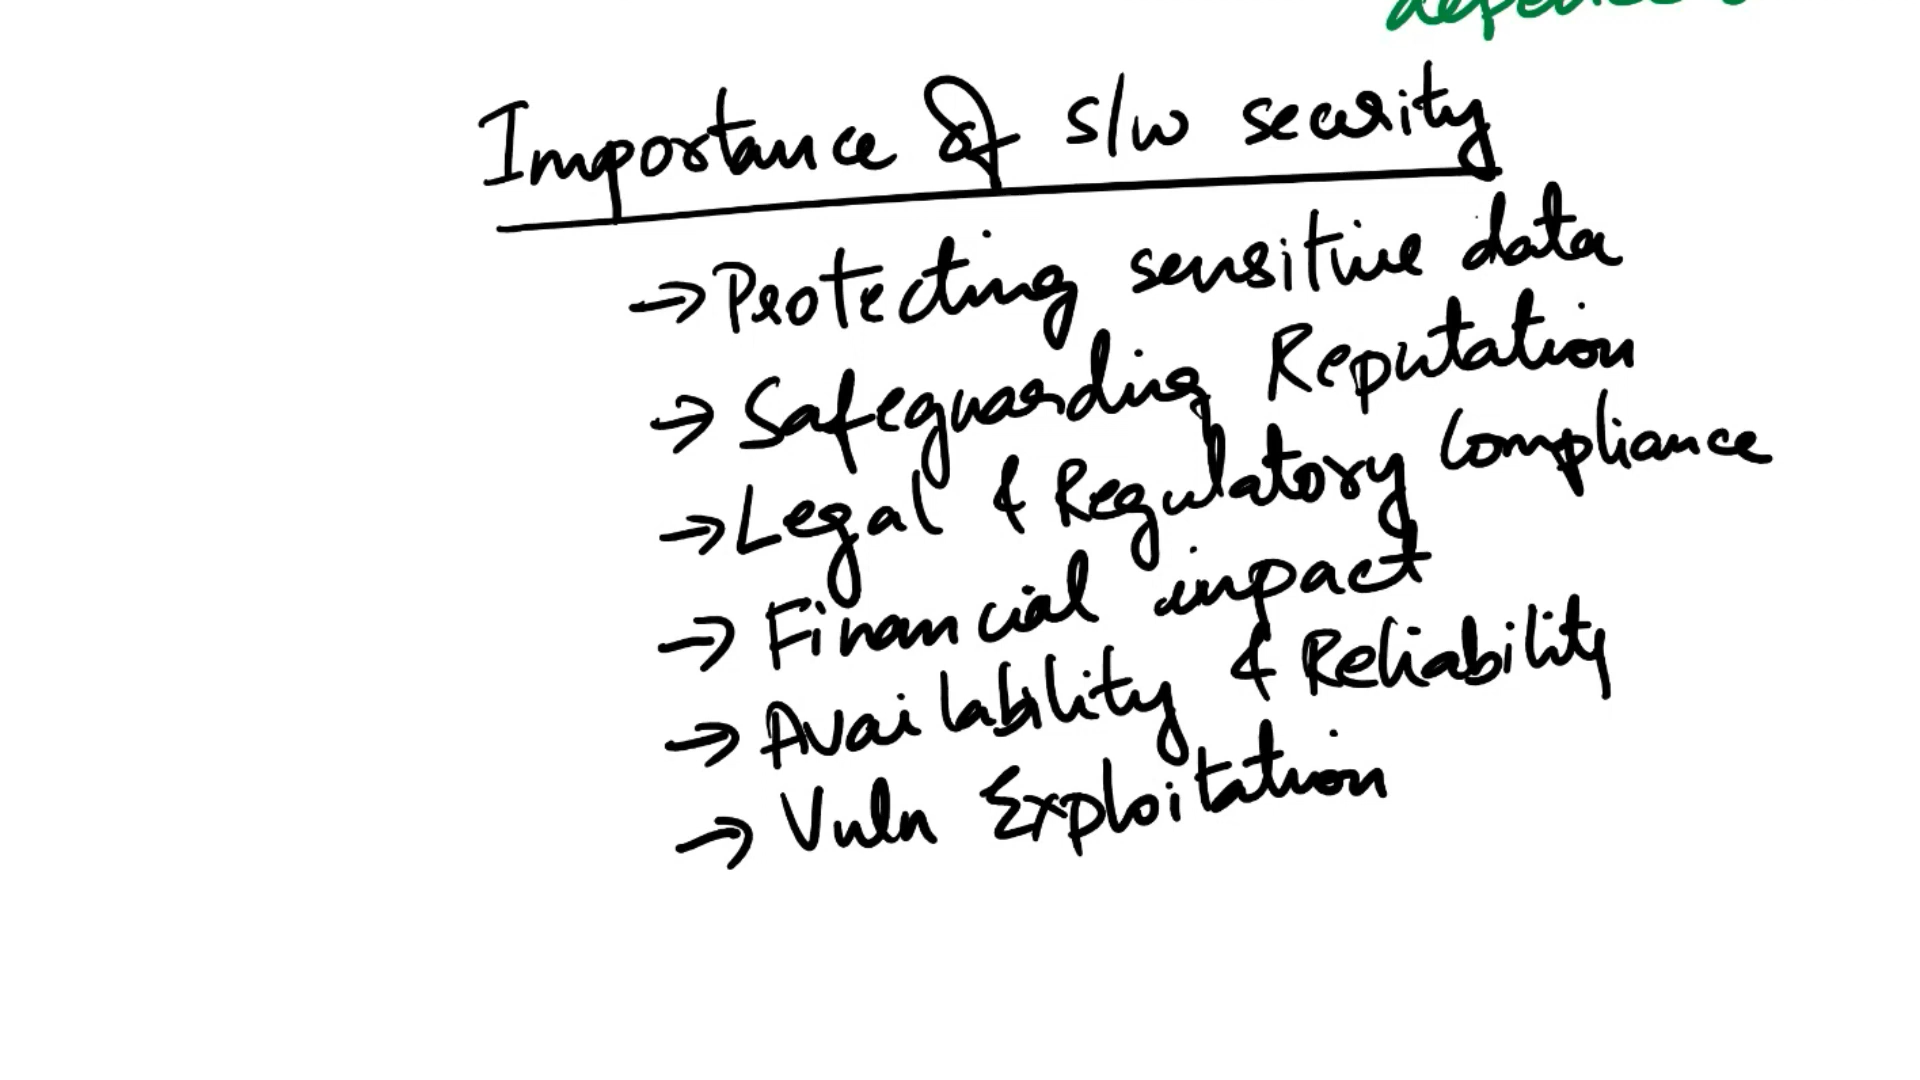 Importance of s/w security
→ Protecting sensitive data
→ Safeguarding Reputation
→ Legal & Regulatory Compliance
→ Financial impact
→ Availability & Reliability
→ Vuln Exploitation